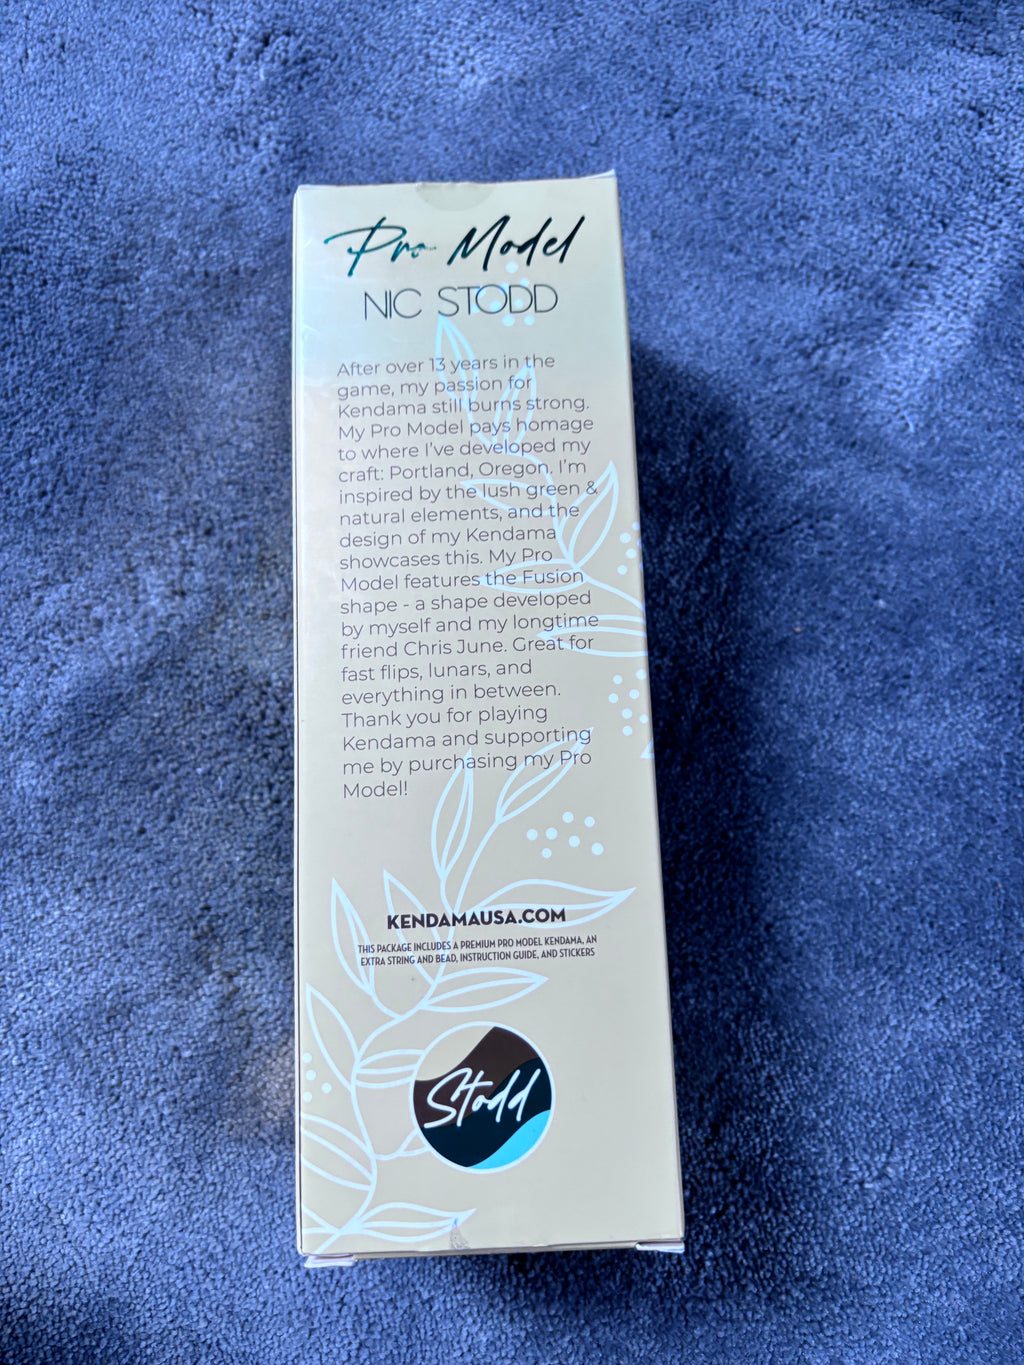 Pro Model
NIC STODD
After over 13 years in the
game, my passion for
Kendama still burns strong.
My Pro Model pays homage
to where I've developed my
craft: Portland, Oregon. I'm
inspired by the lush green &
natural elements, and the
design of my Kendama
showcases this. My Pro
Model features the Fusion
shape - a shape developed
by myself and my longtime
friend Chris June. Great for
fast flips, lunars, and
everything in between.
Thank you for playing
Kendama and supporting
me by purchasing my Pro
Model!
KENDAMAUSA.COM
THIS PACKAGE INCLUDES A PREMIUM PRO MODEL KENDAMA, AN
EXTRA STRING AND BEAD, INSTRUCTION GUIDE, AND STICKERS
Stodd